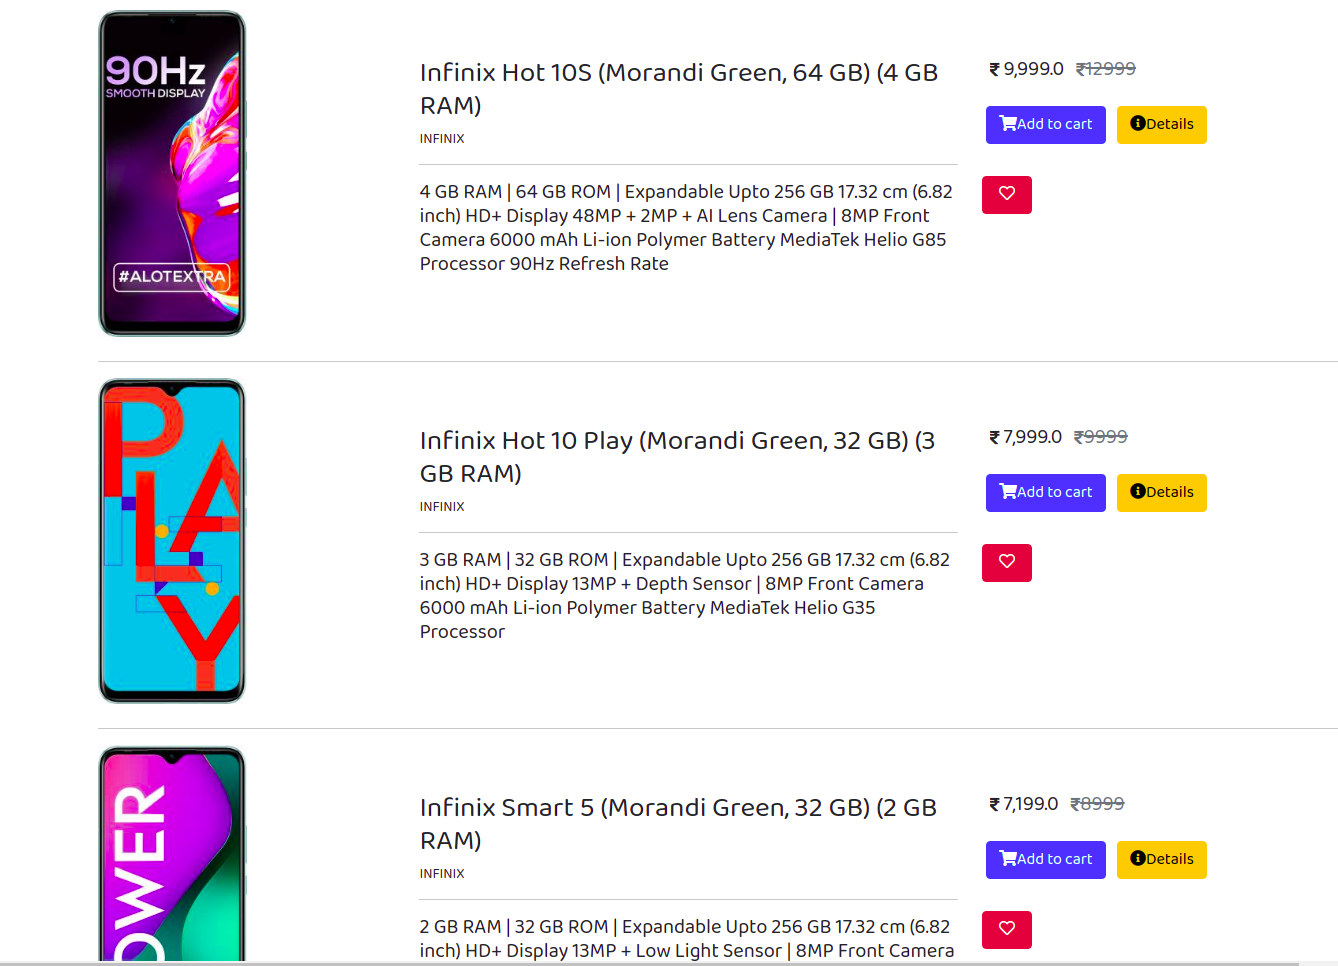 90Hz
SMOOTH DISPLAY
#ALOTEXTRA
Infinix Hot 10S (Morandi Green, 64 GB) (4 GB
RAM)
INFINIX
4 GB RAM | 64 GB ROM | Expandable Upto 256 GB 17.32 cm (6.82
inch) HD+ Display 48MP + 2MP + AI Lens Camera | 8MP Front
Camera 6000 mAh Li-ion Polymer Battery MediaTek Helio G85
Processor 90Hz Refresh Rate
₹ 9,999.0 ₹12999
Add to cart Details
PLAY
Infinix Hot 10 Play (Morandi Green, 32 GB) (3
GB RAM)
INFINIX
3 GB RAM | 32 GB ROM | Expandable Upto 256 GB 17.32 cm (6.82
inch) HD+ Display 13MP + Depth Sensor | 8MP Front Camera
6000 mAh Li-ion Polymer Battery MediaTek Helio G35
Processor
₹ 7,999.0 ₹9999
Add to cart Details
OWER
Infinix Smart 5 (Morandi Green, 32 GB) (2 GB
RAM)
INFINIX
2 GB RAM | 32 GB ROM | Expandable Upto 256 GB 17.32 cm (6.82
inch) HD+ Display 13MP + Low Light Sensor | 8MP Front Camera
₹ 7,199.0 ₹8999
Add to cart Details